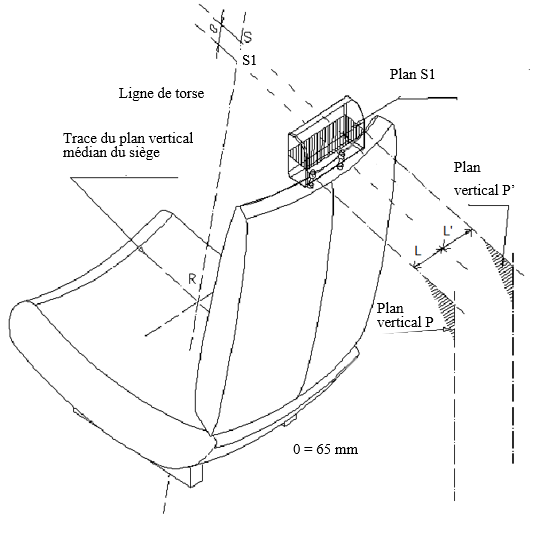 S
S1
Plan S1
Ligne de torse
Trace du plan vertical
médian du siège
Plan
vertical P'
L'
L
R
Plan
vertical P
0 = 65 mm